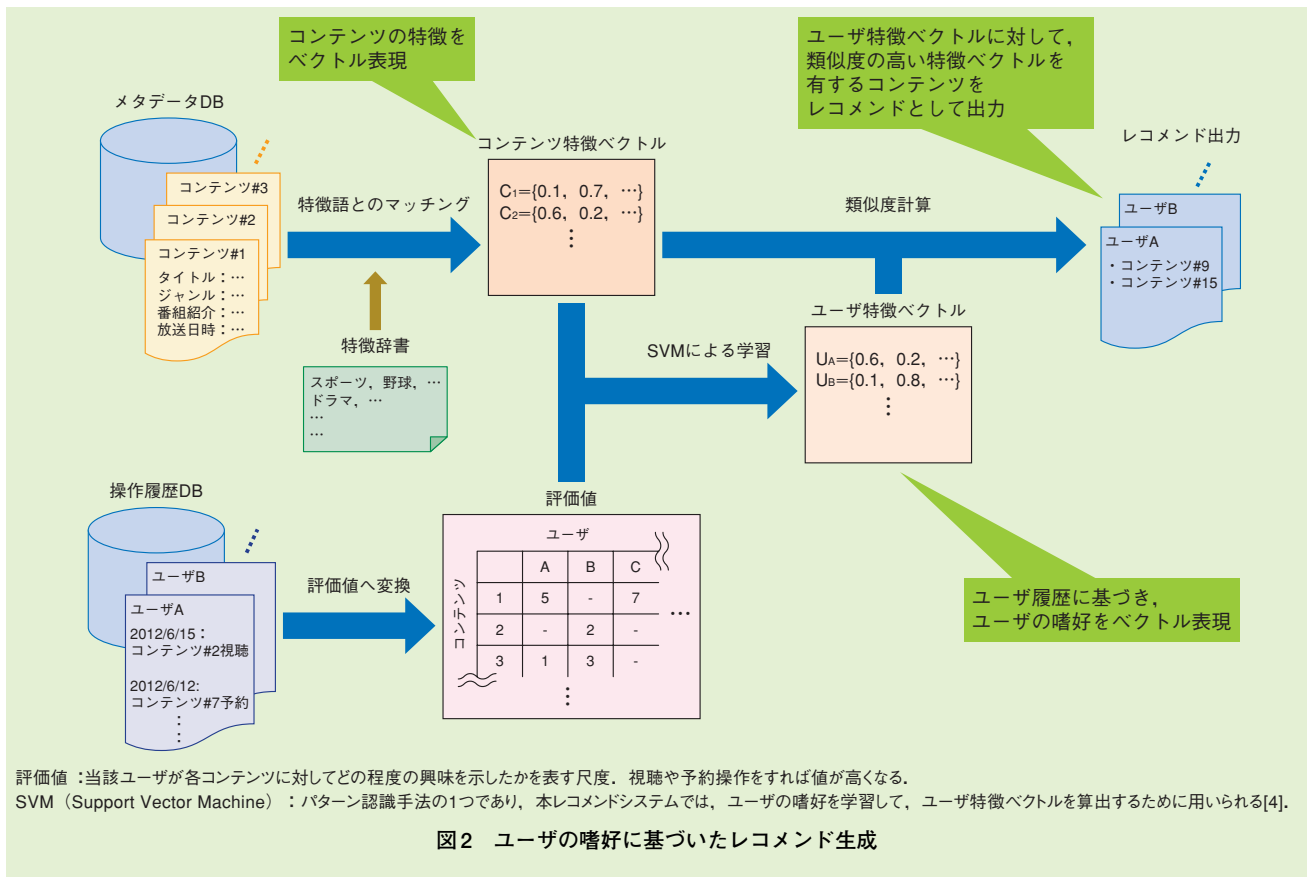 コンテンツの特徴を
ベクトル表現
ユーザ特徴ベクトルに対して，
類似度の高い特徴ベクトルを
有するコンテンツを
レコメンドとして出力
メタデータDB
コンテンツ#3
コンテンツ#2
コンテンツ#1
タイトル：…
ジャンル：…
番組紹介：…
放送日時：…
特徴語とのマッチング
特徴辞書
スポーツ，野球，…
ドラマ，…
…
…
コンテンツ特徴ベクトル
C1={0.1，0.7，…}
C2={0.6，0.2，…}
⋮
類似度計算
レコメンド出力
ユーザB
ユーザA
・コンテンツ#9
・コンテンツ#15
SVMによる学習
ユーザ特徴ベクトル
UA={0.6，0.2，…}
UB={0.1，0.8，…}
⋮
操作履歴DB
ユーザB
ユーザA
2012/6/15：
コンテンツ#2視聴
2012/6/12:
コンテンツ#7予約
⋮
評価値へ変換
評価値
ユーザ
コンテンツ
A B C
1 5 - 7
2 - 2 -
3 1 3 -
…
⋮
ユーザ履歴に基づき，
ユーザの嗜好をベクトル表現
評価値：当該ユーザが各コンテンツに対してどの程度の興味を示したかを表す尺度．視聴や予約操作をすれば値が高くなる．
SVM（Support Vector Machine）：パターン認識手法の1つであり，本レコメンドシステムでは，ユーザの嗜好を学習して，ユーザ特徴ベクトルを算出するために用いられる[4]．
図2　ユーザの嗜好に基づいたレコメンド生成